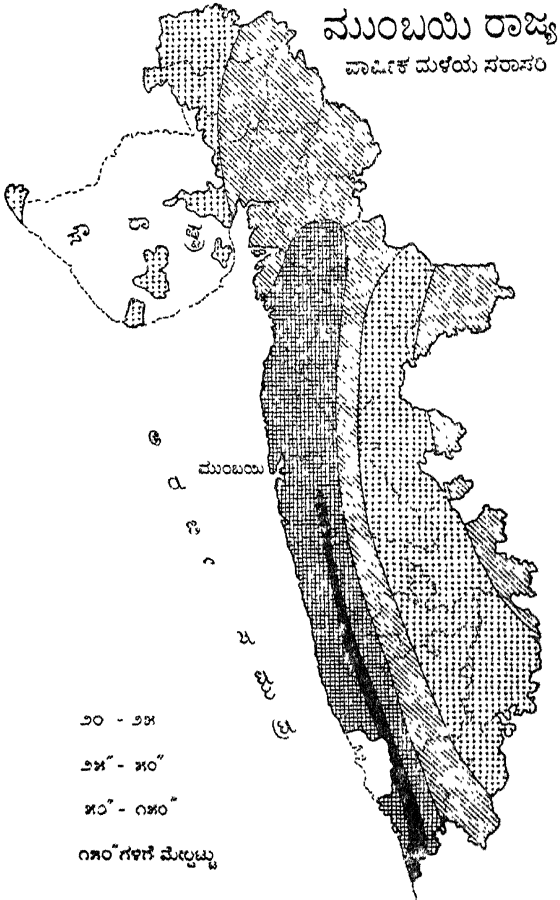 ಮುಂಬಯಿ ರಾಜ್ಯ
ವಾರ್ಷಿಕ ಮಳೆಯ ಸರಾಸರಿ
ಸೌ ರಾ ಷ್ಟ್ರ
ಮುಂಬಯಿ
ಅ ರ ಬ್ಬೀ
ಸ ಮು ದ್ರ
೨೦ - ೨೫
೨೫" - ೫೦"
೫೦" - ೧೫೦"
೧೫೦"ಗಳಿಗೆ ಮೇಲ್ಪಟ್ಟು